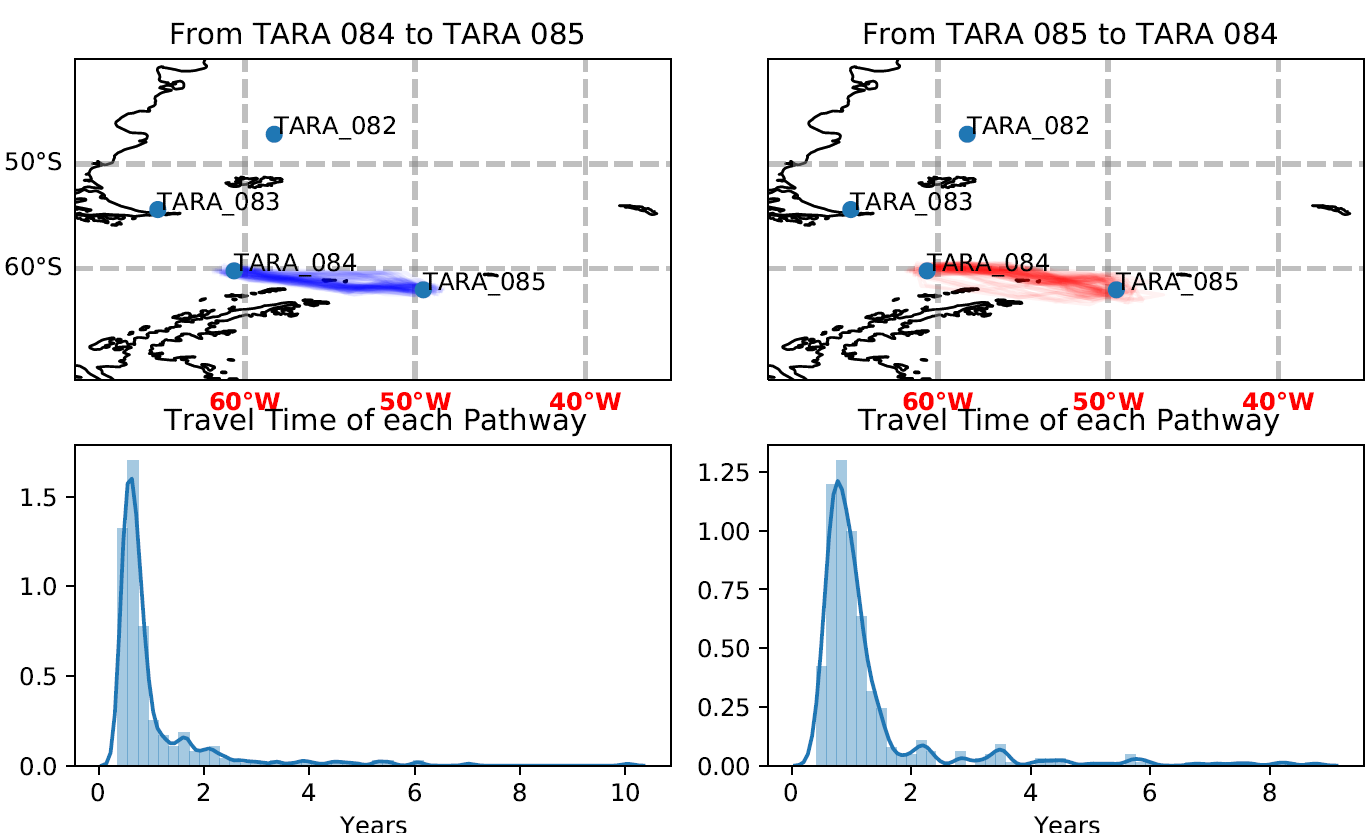 From TARA 084 to TARA 085
From TARA 085 to TARA 084
TARA_082
TARA_082
50°S
TARA_083
TARA_083
60°S
TARA_084
TARA_085
TARA_084
TARA_085
60°W 50°W 40°W
60°W 50°W 40°W
Travel Time of each Pathway
Travel Time of each Pathway
1.5
1.0
0.5
0.0
0 2 4 6 8 10
Years
1.25
1.00
0.75
0.50
0.25
0.00
0 2 4 6 8
Years